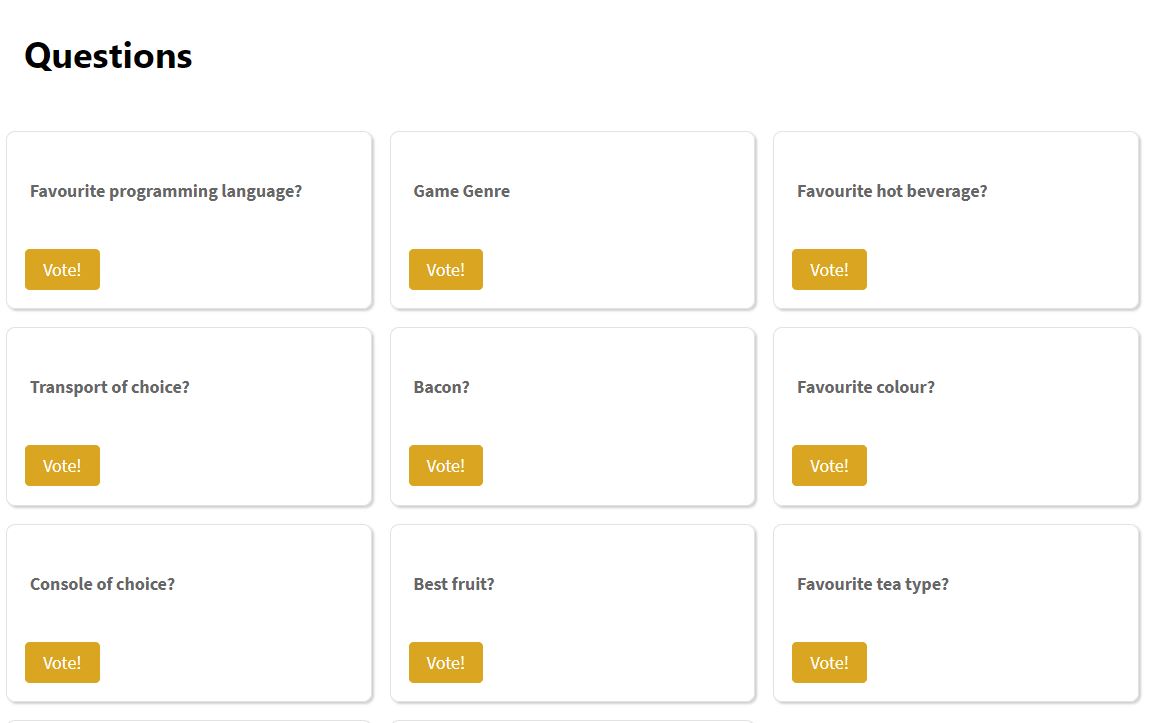 Questions
Favourite programming language?
Game Genre
Favourite hot beverage?
Vote!
Vote!
Vote!
Transport of choice?
Bacon?
Favourite colour?
Vote!
Vote!
Vote!
Console of choice?
Best fruit?
Favourite tea type?
Vote!
Vote!
Vote!